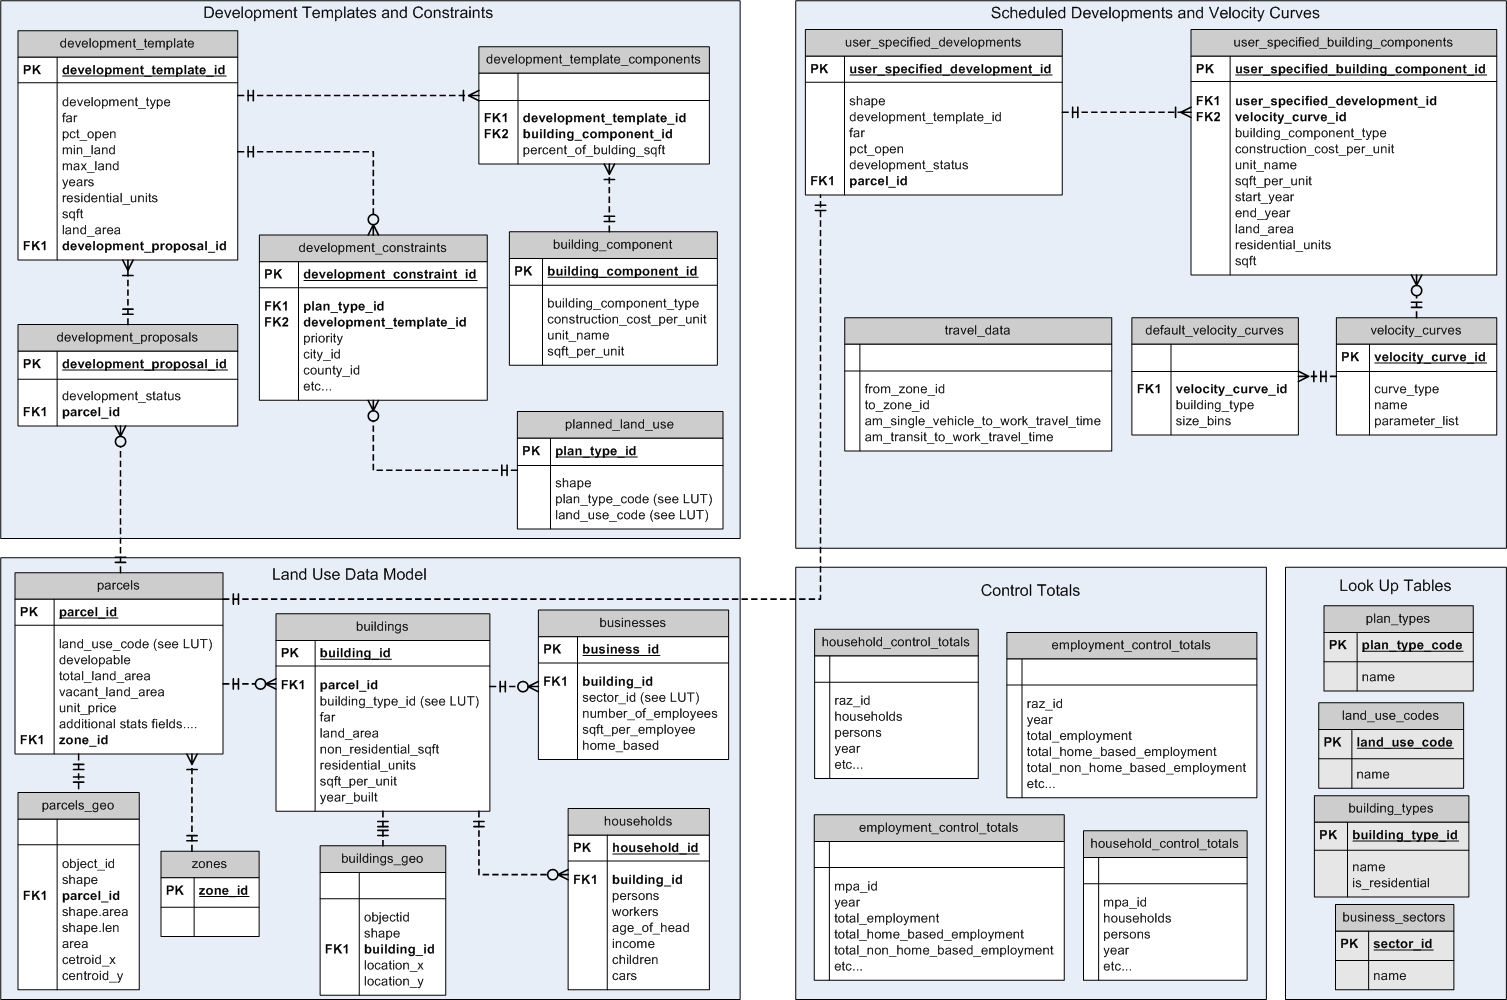 Development Templates and Constraints
development_template
PK development_template_id
development_type
far
pct_open
min_land
max_land
years
residential_units
sqft
land_area
FK1 development_proposal_id
development_template_components
FK1 development_template_id
FK2 building_component_id
percent_of_bulding_sqft
development_constraints
PK development_constraint_id
FK1 plan_type_id
FK2 development_template_id
priority
city_id
county_id
etc...
building_component
PK building_component_id
building_component_type
construction_cost_per_unit
unit_name
sqft_per_unit
development_proposals
PK development_proposal_id
development_status
FK1 parcel_id
planned_land_use
PK plan_type_id
shape
plan_type_code (see LUT)
land_use_code (see LUT)
Scheduled Developments and Velocity Curves
user_specified_developments
PK user_specified_development_id
shape
development_template_id
far
pct_open
development_status
FK1 parcel_id
user_specified_building_components
PK user_specified_building_component_id
FK1 user_specified_development_id
FK2 velocity_curve_id
building_component_type
construction_cost_per_unit
unit_name
sqft_per_unit
start_year
end_year
land_area
residential_units
sqft
travel_data
from_zone_id
to_zone_id
am_single_vehicle_to_work_travel_time
am_transit_to_work_travel_time
default_velocity_curves
FK1 velocity_curve_id
building_type
size_bins
velocity_curves
PK velocity_curve_id
curve_type
name
parameter_list
Land Use Data Model
parcels
PK parcel_id
land_use_code (see LUT)
developable
total_land_area
vacant_land_area
unit_price
additional stats fields....
FK1 zone_id
buildings
PK building_id
FK1 parcel_id
building_type_id (see LUT)
far
land_area
non_residential_sqft
residential_units
sqft_per_unit
year_built
businesses
PK business_id
FK1 building_id
sector_id (see LUT)
number_of_employees
sqft_per_employee
home_based
parcels_geo
object_id
shape
FK1 parcel_id
shape.area
shape.len
area
cetroid_x
centroid_y
zones
PK zone_id
buildings_geo
objectid
shape
FK1 building_id
location_x
location_y
households
PK household_id
FK1 building_id
persons
workers
age_of_head
income
children
cars
Control Totals
household_control_totals
raz_id
households
persons
year
etc...
employment_control_totals
raz_id
year
total_employment
total_home_based_employment
total_non_home_based_employment
etc...
employment_control_totals
mpa_id
year
total_employment
total_home_based_employment
total_non_home_based_employment
etc...
household_control_totals
mpa_id
households
persons
year
etc...
Look Up Tables
plan_types
PK plan_type_code
name
land_use_codes
PK land_use_code
name
building_types
PK building_type_id
name
is_residential
business_sectors
PK sector_id
name